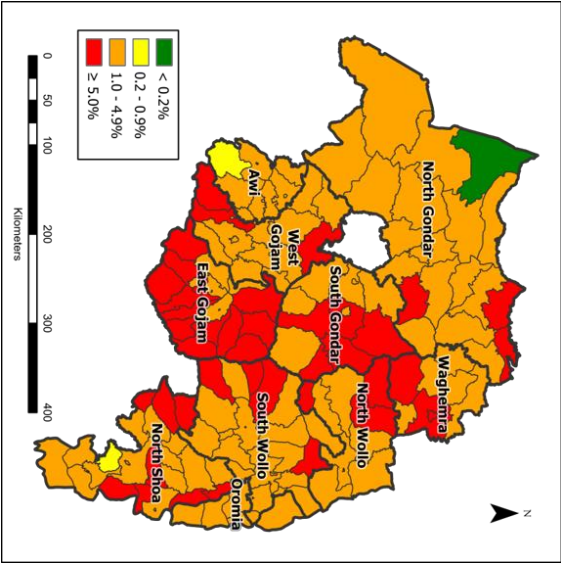 N
North Gondar
Waghemra
South Gondar
North Wollo
Awi
West
Gojam
East Gojam
South Wollo
Oromia
North Shoa
< 0.2%
0.2 - 0.9%
1.0 - 4.9%
≥ 5.0%
0 50 100 200 300 400
Kilometers